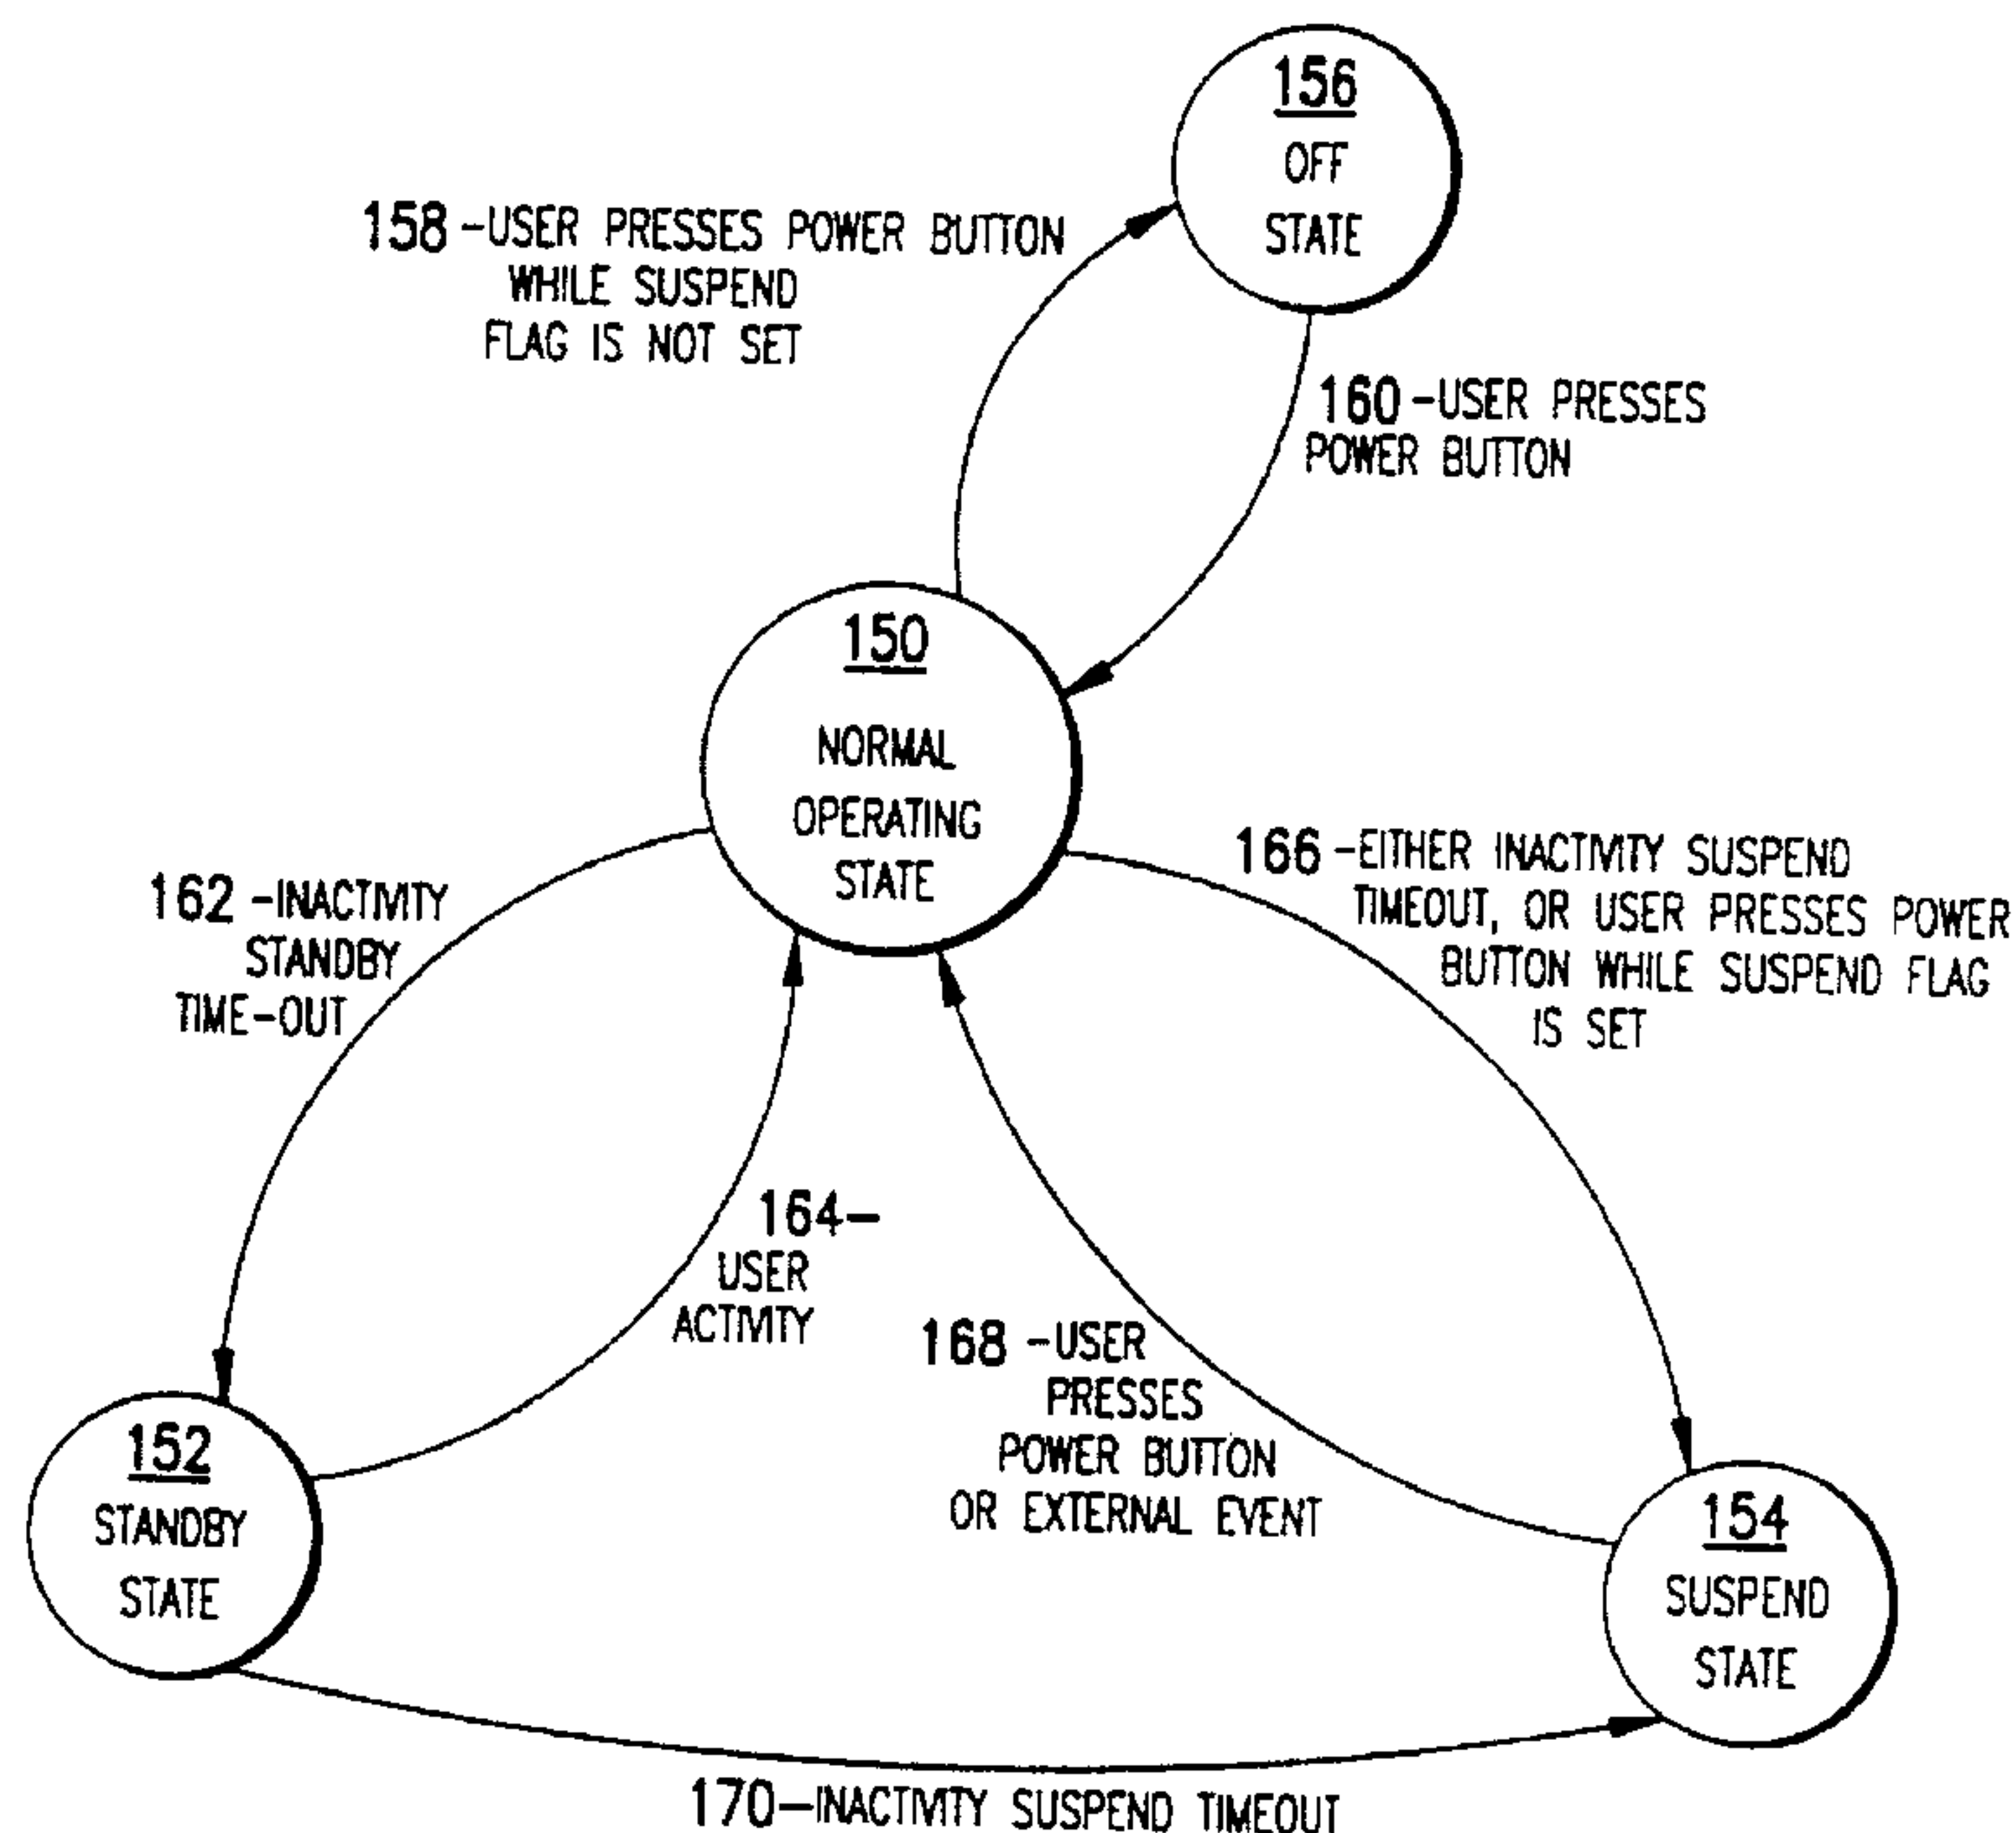 156
OFF
STATE
158 -USER PRESSES POWER BUTTON
WHILE SUSPEND
FLAG IS NOT SET
160 -USER PRESSES
POWER BUTTON
150
NORMAL
OPERATING
STATE
162 -INACTIVITY
STANDBY
TIME-OUT
166 -EITHER INACTIVITY SUSPEND
TIMEOUT, OR USER PRESSES POWER
BUTTON WHILE SUSPEND FLAG
IS SET
164-
USER
ACTIVITY
168 -USER
PRESSES
POWER BUTTON
OR EXTERNAL EVENT
152
STANDBY
STATE
154
SUSPEND
STATE
170-INACTIVITY SUSPEND TIMEOUT